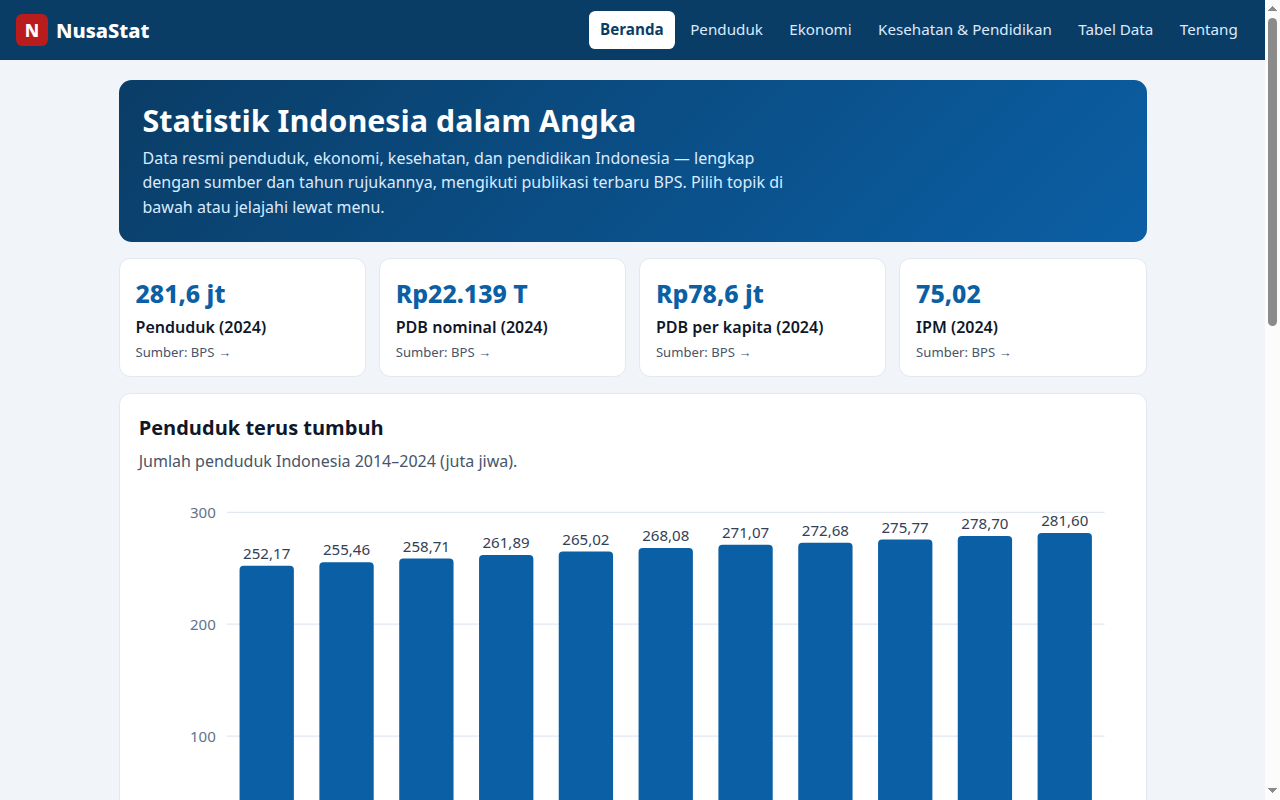 N NusaStat
Beranda Penduduk Ekonomi Kesehatan & Pendidikan Tabel Data Tentang
Statistik Indonesia dalam Angka
Data resmi penduduk, ekonomi, kesehatan, dan pendidikan Indonesia — lengkap
dengan sumber dan tahun rujukannya, mengikuti publikasi terbaru BPS. Pilih topik di
bawah atau jelajahi lewat menu.
281,6 jt
Penduduk (2024)
Sumber: BPS →
Rp22.139 T
PDB nominal (2024)
Sumber: BPS →
Rp78,6 jt
PDB per kapita (2024)
Sumber: BPS →
75,02
IPM (2024)
Sumber: BPS →
Penduduk terus tumbuh
Jumlah penduduk Indonesia 2014–2024 (juta jiwa).
300
252,17 255,46 258,71 261,89 265,02 268,08 271,07 272,68 275,77 278,70 281,60
200
100